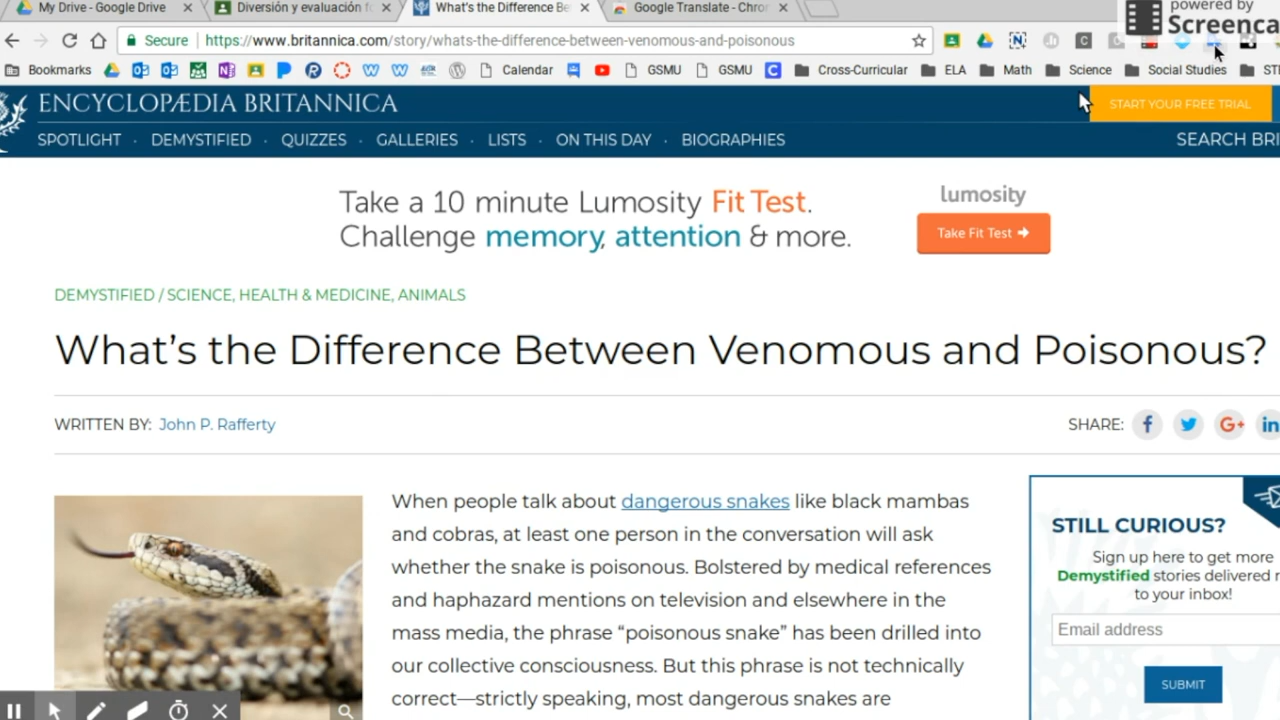 My Drive - Google Drive
Diversión y evaluación f
What's the Difference Be
Google Translate - Chro
powered by
Screenca
Secure
https://www.britannica.com/story/whats-the-difference-between-venomous-and-poisonous
Bookmarks
Calendar
GSMU
GSMU
Cross-Curricular
ELA
Math
Science
Social Studies
ENCYCLOPÆDIA BRITANNICA
START YOUR FREE TRIAL
SPOTLIGHT · DEMYSTIFIED · QUIZZES · GALLERIES · LISTS · ON THIS DAY · BIOGRAPHIES
SEARCH BRI
Take a 10 minute Lumosity Fit Test.
Challenge memory, attention & more.
lumosity
Take Fit Test
DEMYSTIFIED / SCIENCE, HEALTH & MEDICINE, ANIMALS
What's the Difference Between Venomous and Poisonous?
WRITTEN BY: John P. Rafferty
SHARE:
When people talk about dangerous snakes like black mambas
and cobras, at least one person in the conversation will ask
whether the snake is poisonous. Bolstered by medical references
and haphazard mentions on television and elsewhere in the
mass media, the phrase “poisonous snake” has been drilled into
our collective consciousness. But this phrase is not technically
correct—strictly speaking, most dangerous snakes are
STILL CURIOUS?
Sign up here to get more
Demystified stories delivered r
to your inbox!
Email address
SUBMIT